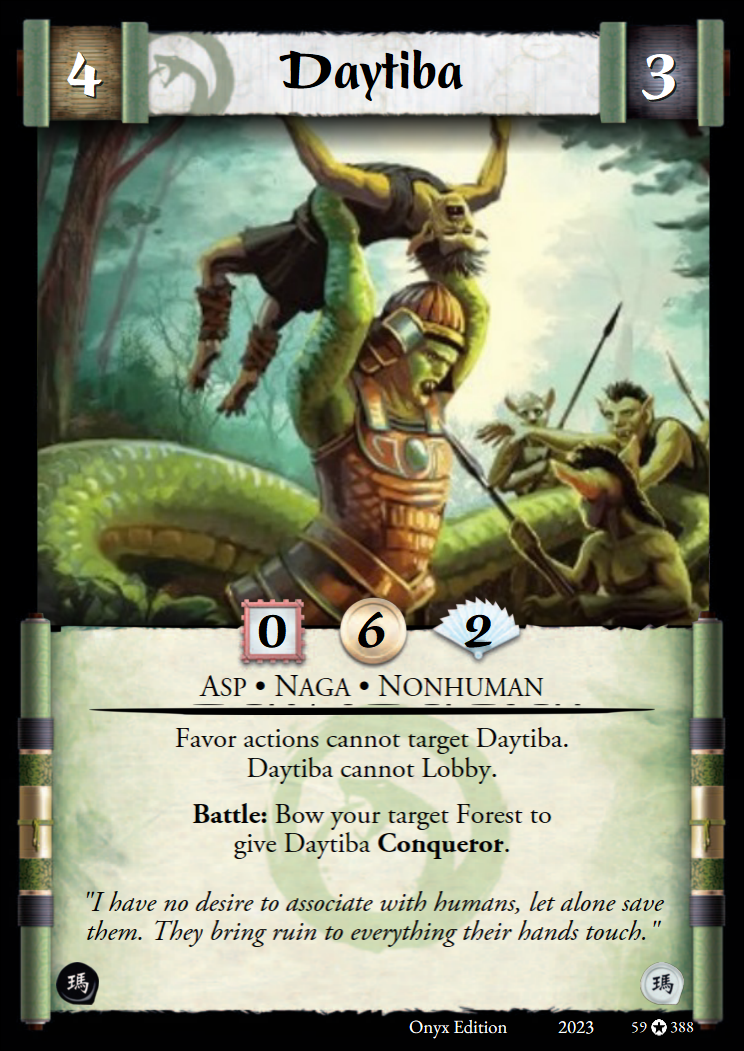 4 Daytiba 3
0 6 2
Asp • Naga • Nonhuman
Favor actions cannot target Daytiba.
Daytiba cannot Lobby.
Battle: Bow your target Forest to
give Daytiba Conqueror.
"I have no desire to associate with humans, let alone save
them. They bring ruin to everything their hands touch."
瑪 瑪
Onyx Edition 2023 59 388